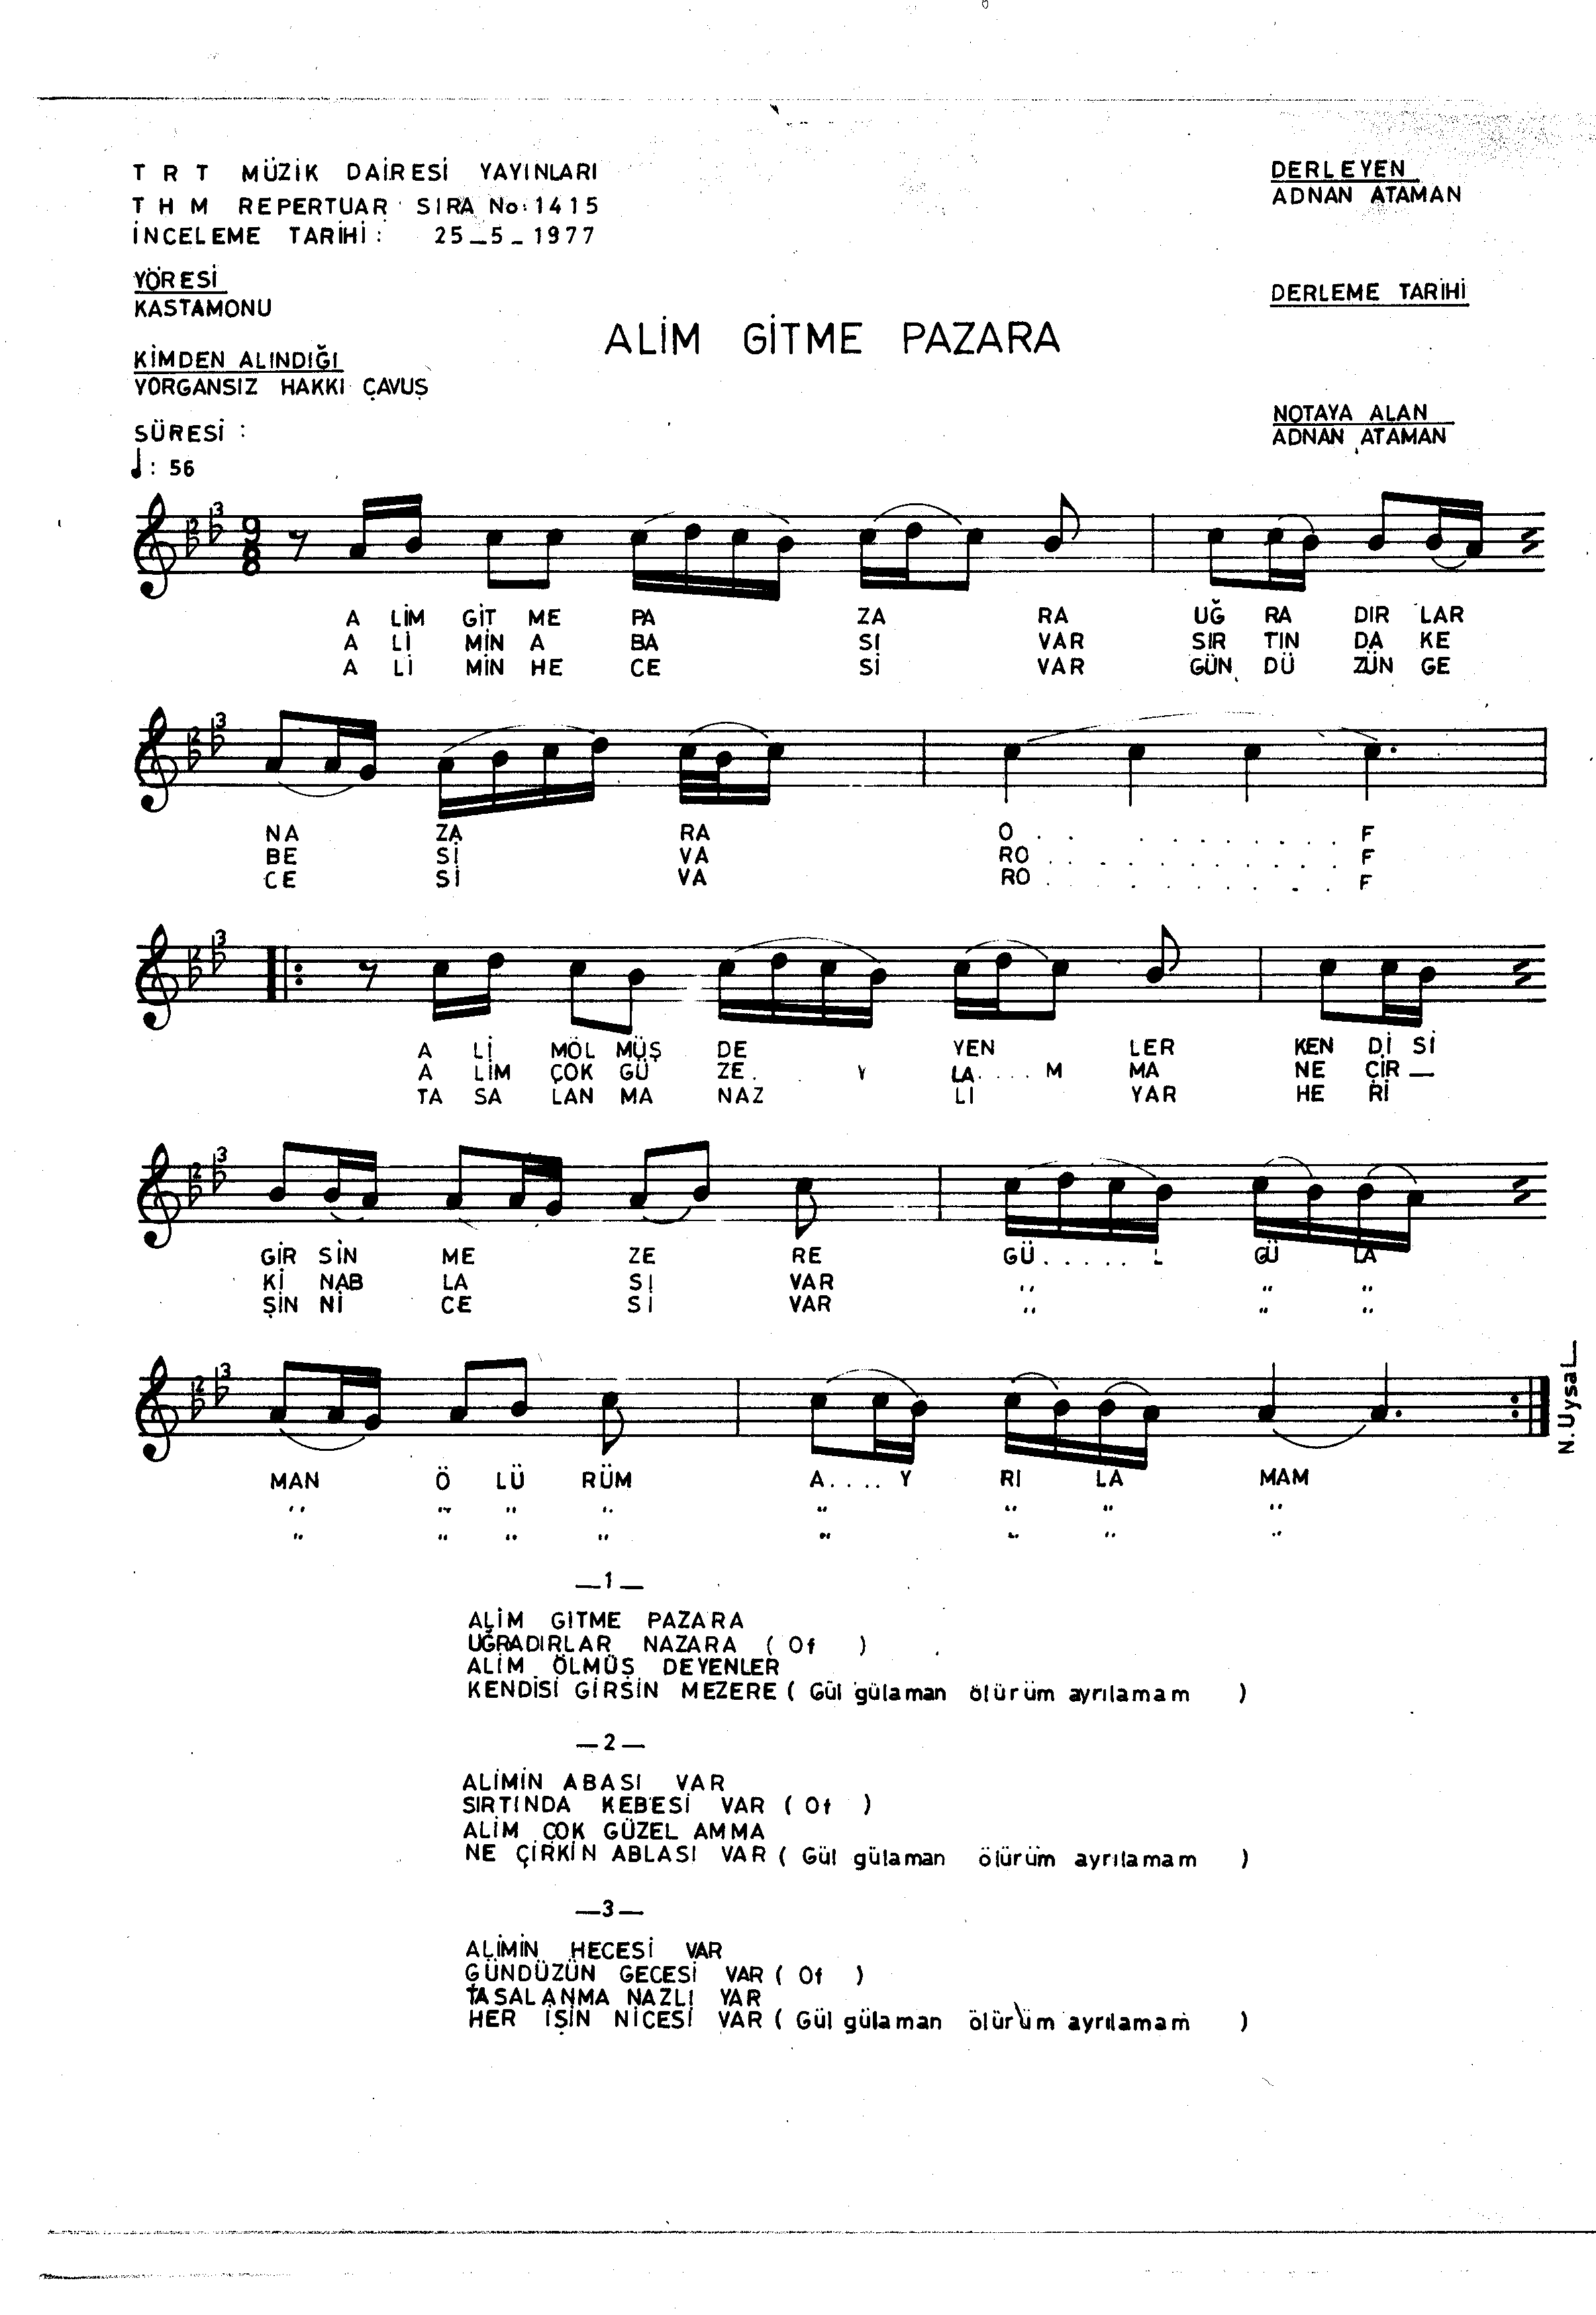 T R T MÜZİK DAİRESİ YAYINLARI
T H M REPERTUAR SIRA No: 1415
İNCELEME TARİHİ : 25_5_1977
DERLEYEN
ADNAN ATAMAN
YÖRESİ
KASTAMONU
DERLEME TARİHİ
ALİM GİTME PAZARA
KİMDEN ALINDIĞI
YORGANSIZ HAKKI ÇAVUŞ
NOTAYA ALAN
ADNAN ATAMAN
SÜRESİ :
♩: 56
A LİM GİT ME PA ZA RA UĞ RA DIR LAR
A Lİ MİN A BA SI VAR SIR TIN DA KE
A Lİ MİN HE CE Sİ VAR GÜN DÜ ZÜN GE
NA ZA RA O . . . . . . . . . . F
BE Sİ VA RO . . . . . . . . . . F
CE Sİ VA RO . . . . . . . . F
A Lİ MÖL MÜŞ DE YEN LER KEN Dİ Sİ
A LİM ÇOK GÜ ZE . . Y LA . . . . M MA NE ÇİR —
TA SA LAN MA NAZ LI YAR HE Rİ
GİR SİN ME ZE RE GÜ . . . . . L GÜ LA
Kİ NAB LA SI VAR " " "
ŞİN Nİ CE Sİ VAR " " "
MAN Ö LÜ RÜM A . . . . Y RI LA MAM
" " " " " " " "
" " " " " " " "
N. Uysal
—1—
ALİM GITME PAZARA
UĞRADIRLAR NAZARA ( Of )
ALİM ÖLMÜŞ DEYENLER
KENDİSİ GİRSİN MEZERE ( Gül gülaman ölürüm ayrılamam )
—2—
ALİMİN ABASI VAR
SIRTINDA KEBESİ VAR ( Of )
ALİM ÇOK GÜZEL AMMA
NE ÇİRKİN ABLASI VAR ( Gül gülaman ölürüm ayrılamam )
—3—
ALİMİN HECESİ VAR
GÜNDÜZÜN GECESİ VAR ( Of )
TASALANMA NAZLI YAR
HER İŞİN NİCESİ VAR ( Gül gülaman ölürüm ayrılamam )